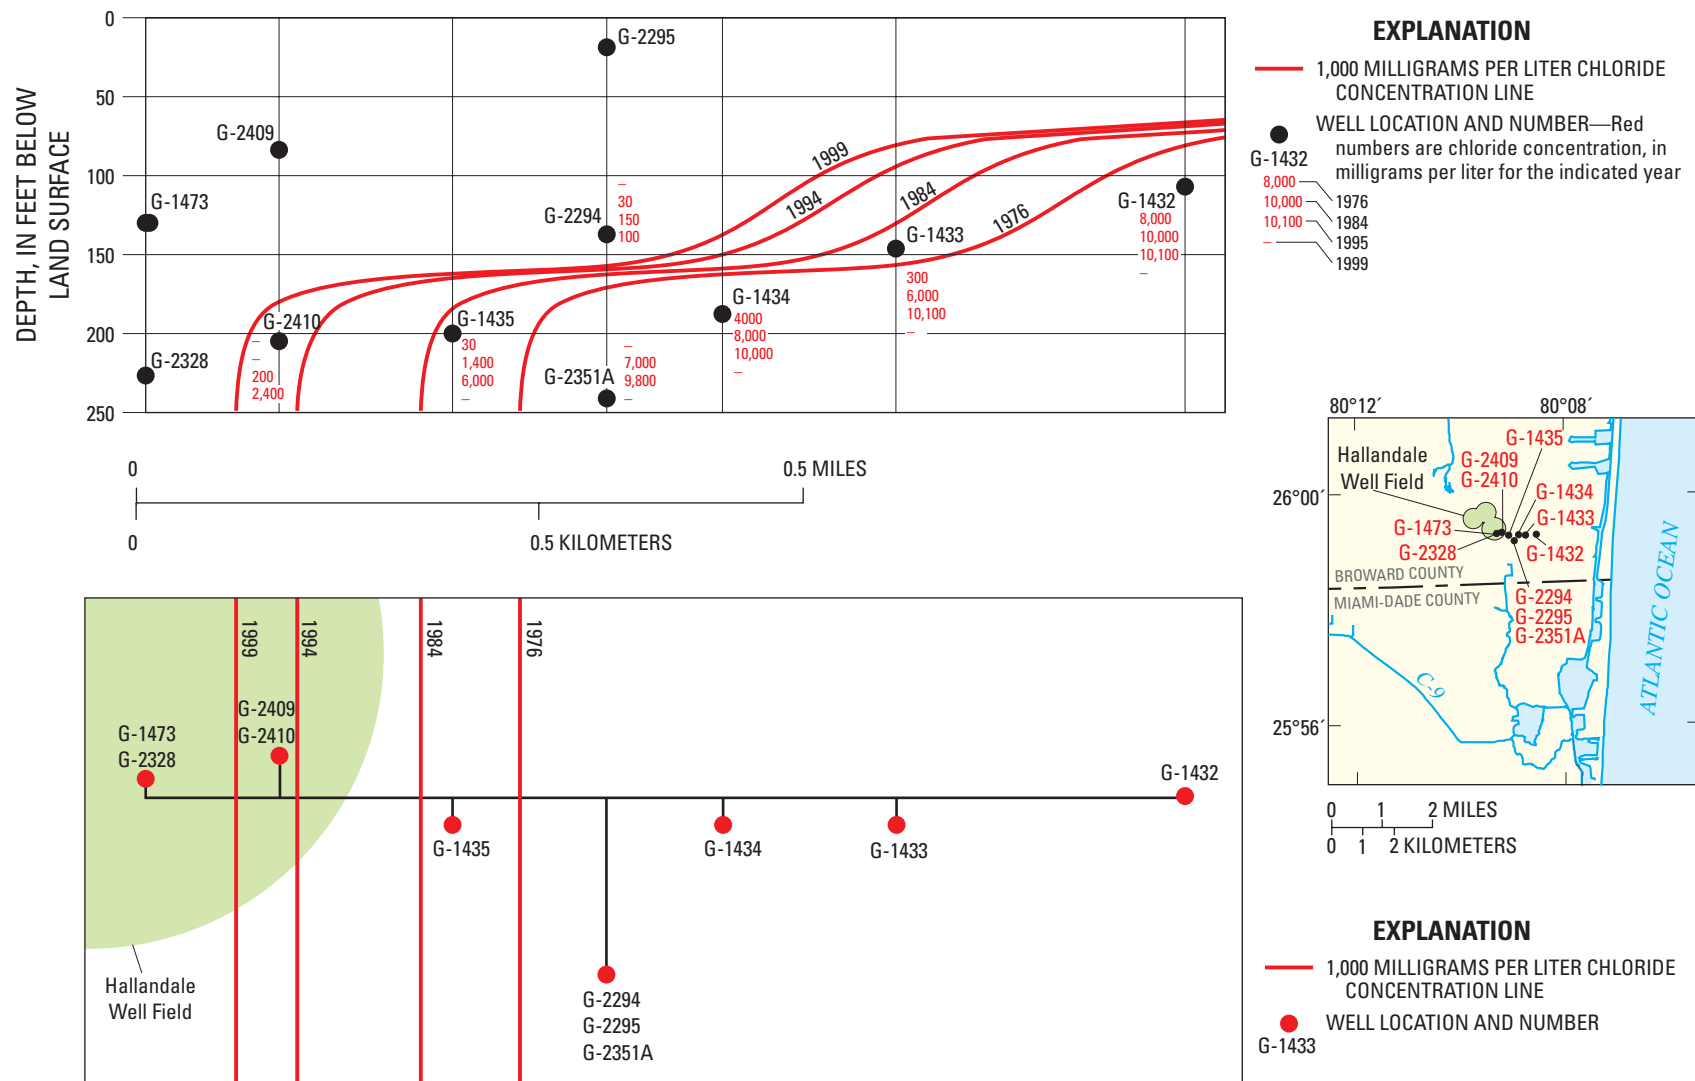 DEPTH, IN FEET BELOW
LAND SURFACE
0
50
100
150
200
250
G-2295
G-2409
G-1473
G-2294
–
30
150
100
1999
1994
1984
1976
G-1432
8,000
10,000
10,100
–
G-1433
300
6,000
10,100
–
G-1434
4000
8,000
10,000
–
G-1435
30
1,400
6,000
–
G-2410
–
–
200
2,400
G-2328
G-2351A
–
7,000
9,800
–
0
0.5 MILES
0
0.5 KILOMETERS
EXPLANATION
1,000 MILLIGRAMS PER LITER CHLORIDE
CONCENTRATION LINE
WELL LOCATION AND NUMBER—Red
numbers are chloride concentration, in
milligrams per liter for the indicated year
G-1432
8,000
10,000
10,100
–
1976
1984
1995
1999
80°12´
80°08´
26°00´
25°56´
Hallandale
Well Field
G-1435
G-2409
G-2410
G-1434
G-1433
G-1473
G-2328
G-1432
BROWARD COUNTY
MIAMI-DADE COUNTY
G-2294
G-2295
G-2351A
C-9
ATLANTIC OCEAN
0 1 2 MILES
0 1 2 KILOMETERS
1999
1994
1984
1976
G-1473
G-2328
G-2409
G-2410
G-1435
G-1434
G-1433
G-1432
G-2294
G-2295
G-2351A
Hallandale
Well Field
EXPLANATION
1,000 MILLIGRAMS PER LITER CHLORIDE
CONCENTRATION LINE
WELL LOCATION AND NUMBER
G-1433